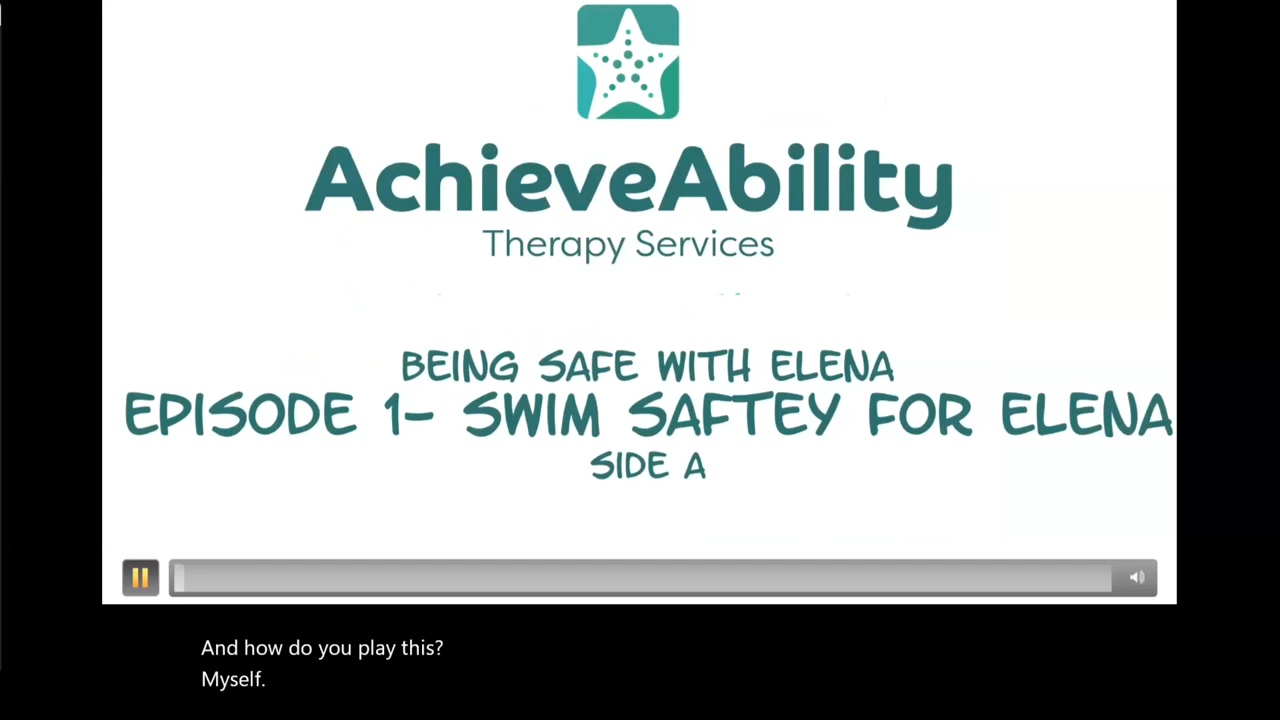 AchieveAbility
Therapy Services
BEING SAFE WITH ELENA
EPISODE 1- SWIM SAFTEY FOR ELENA
SIDE A
And how do you play this?
Myself.